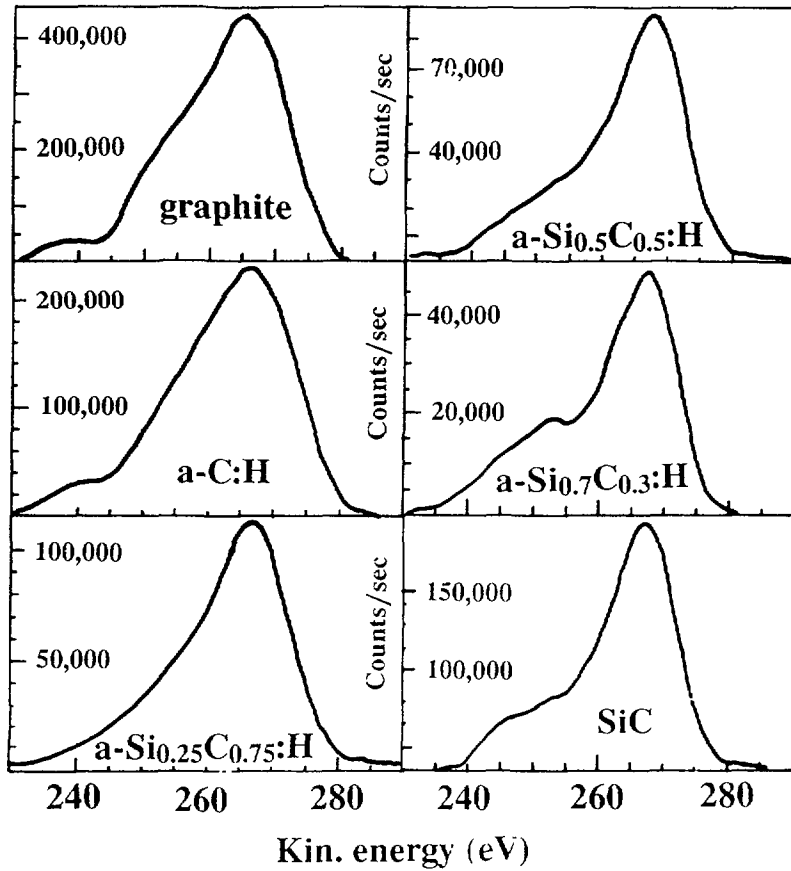 400,000
200,000
graphite
Counts/sec
70,000
40,000
a-Si0.5C0.5:H
200,000
100,000
a-C:H
Counts/sec
40,000
20,000
a-Si0.7C0.3:H
100,000
50,000
a-Si0.25C0.75:H
Counts/sec
150,000
100,000
SiC
240 260 280 240 260 280
Kin. energy (eV)